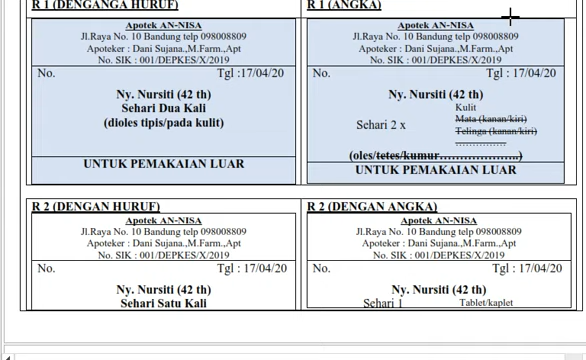 R 1 (DENGANGA HURUF)
Apotek AN-NISA
Jl.Raya No. 10 Bandung telp 098008809
Apoteker : Dani Sujana.,M.Farm.,Apt
No. SIK : 001/DEPKES/X/2019
No. Tgl :17/04/20
Ny. Nursiti (42 th)
Sehari Dua Kali
(dioles tipis/pada kulit)
UNTUK PEMAKAIAN LUAR
R 1 (ANGKA)
Apotek AN-NISA
Jl.Raya No. 10 Bandung telp 098008809
Apoteker : Dani Sujana.,M.Farm.,Apt
No. SIK : 001/DEPKES/X/2019
No. Tgl :17/04/20
Ny. Nursiti (42 th)
Kulit
Mata (kanan/kiri)
Sehari 2 x
Telinga (kanan/kiri)
……………
(oles/tetes/kumur………………..)
UNTUK PEMAKAIAN LUAR
R 2 (DENGAN HURUF)
Apotek AN-NISA
Jl.Raya No. 10 Bandung telp 098008809
Apoteker : Dani Sujana.,M.Farm.,Apt
No. SIK : 001/DEPKES/X/2019
No. Tgl : 17/04/20
Ny. Nursiti (42 th)
Sehari Satu Kali
R 2 (DENGAN ANGKA)
Apotek AN-NISA
Jl.Raya No. 10 Bandung telp 098008809
Apoteker : Dani Sujana.,M.Farm.,Apt
No. SIK : 001/DEPKES/X/2019
No. Tgl : 17/04/20
Ny. Nursiti (42 th)
Sehari 1 Tablet/kaplet